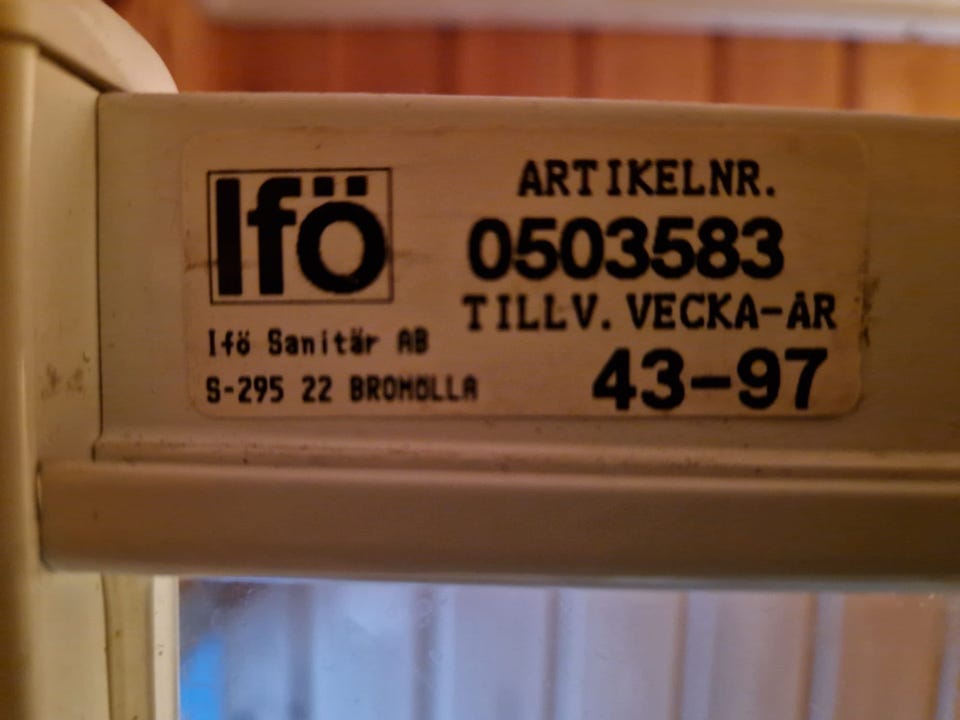 Ifö
ARTIKELNR.
0503583
TILLV. VECKA-ÅR
43-97
Ifö Sanitär AB
S-295 22 BROMÖLLA